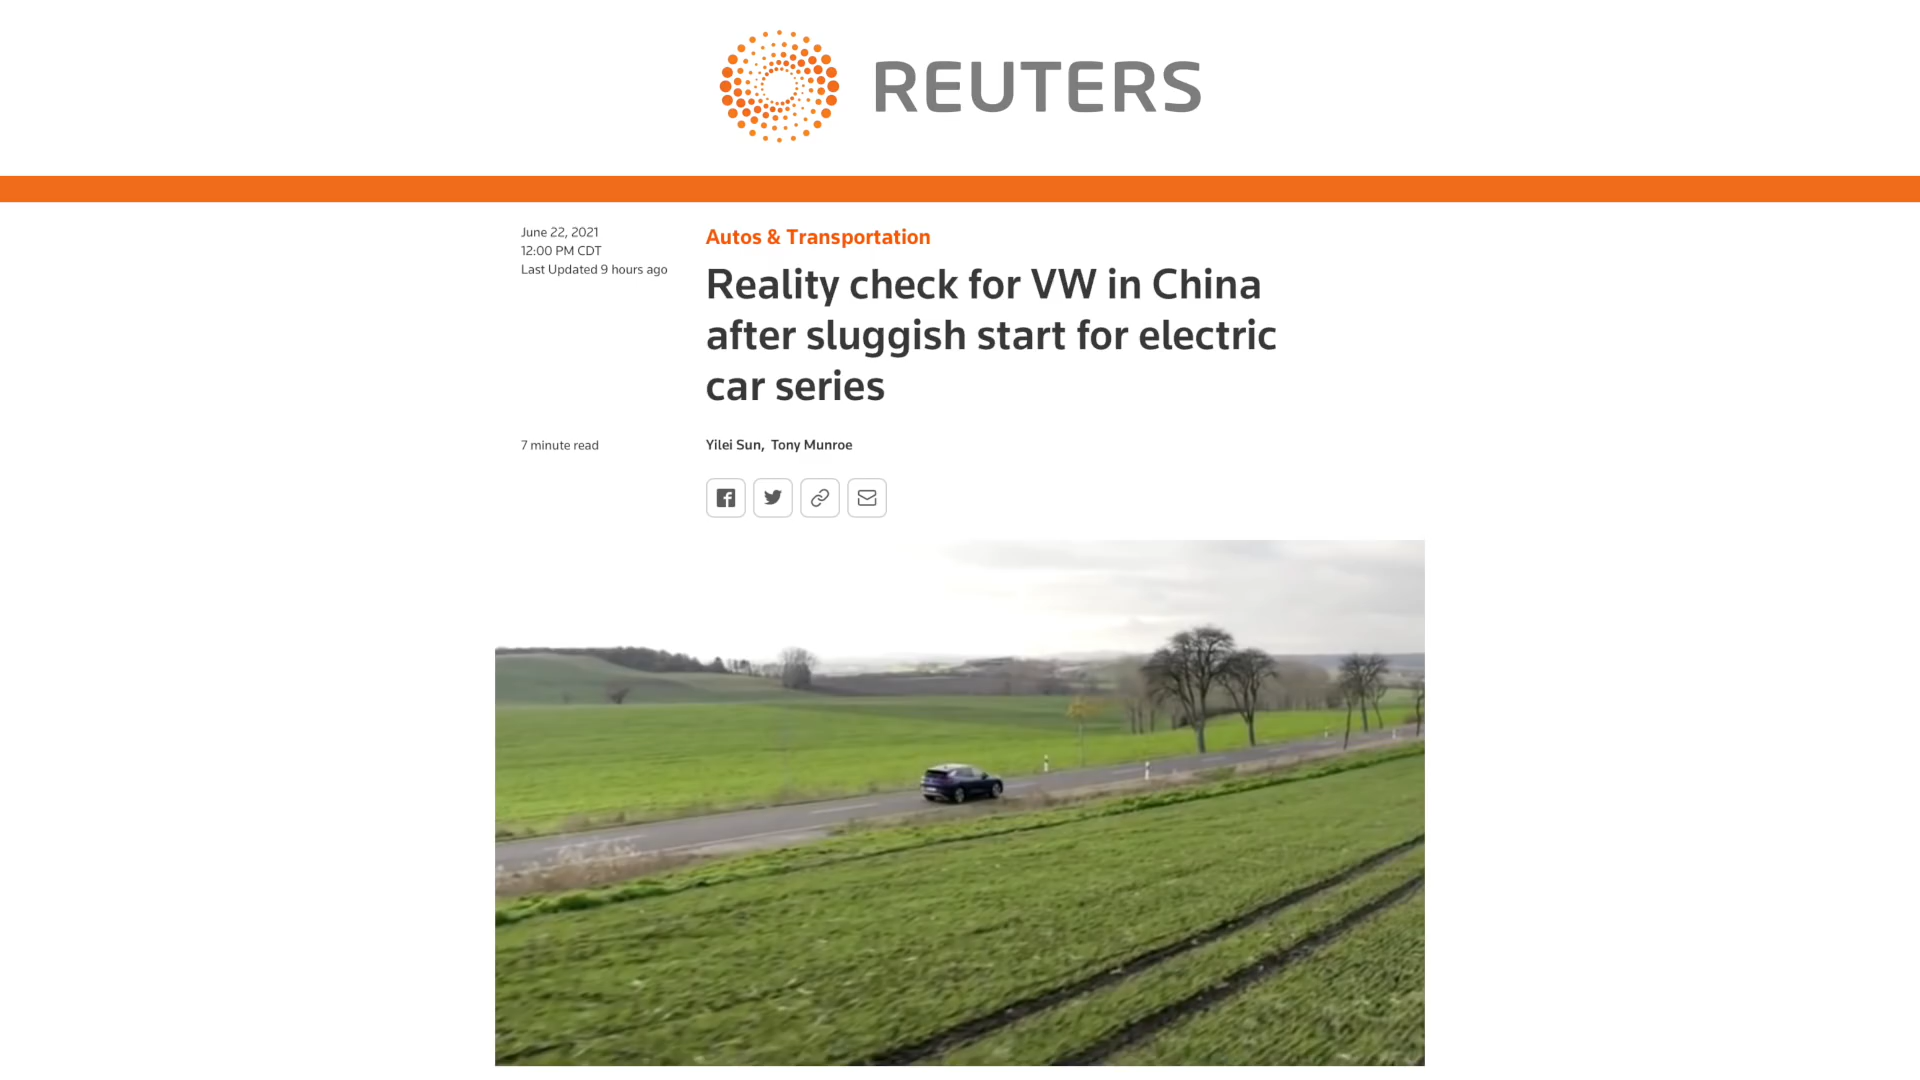 REUTERS
June 22, 2021
12:00 PM CDT
Last Updated 9 hours ago
Autos & Transportation
Reality check for VW in China
after sluggish start for electric
car series
7 minute read
Yilei Sun, Tony Munroe